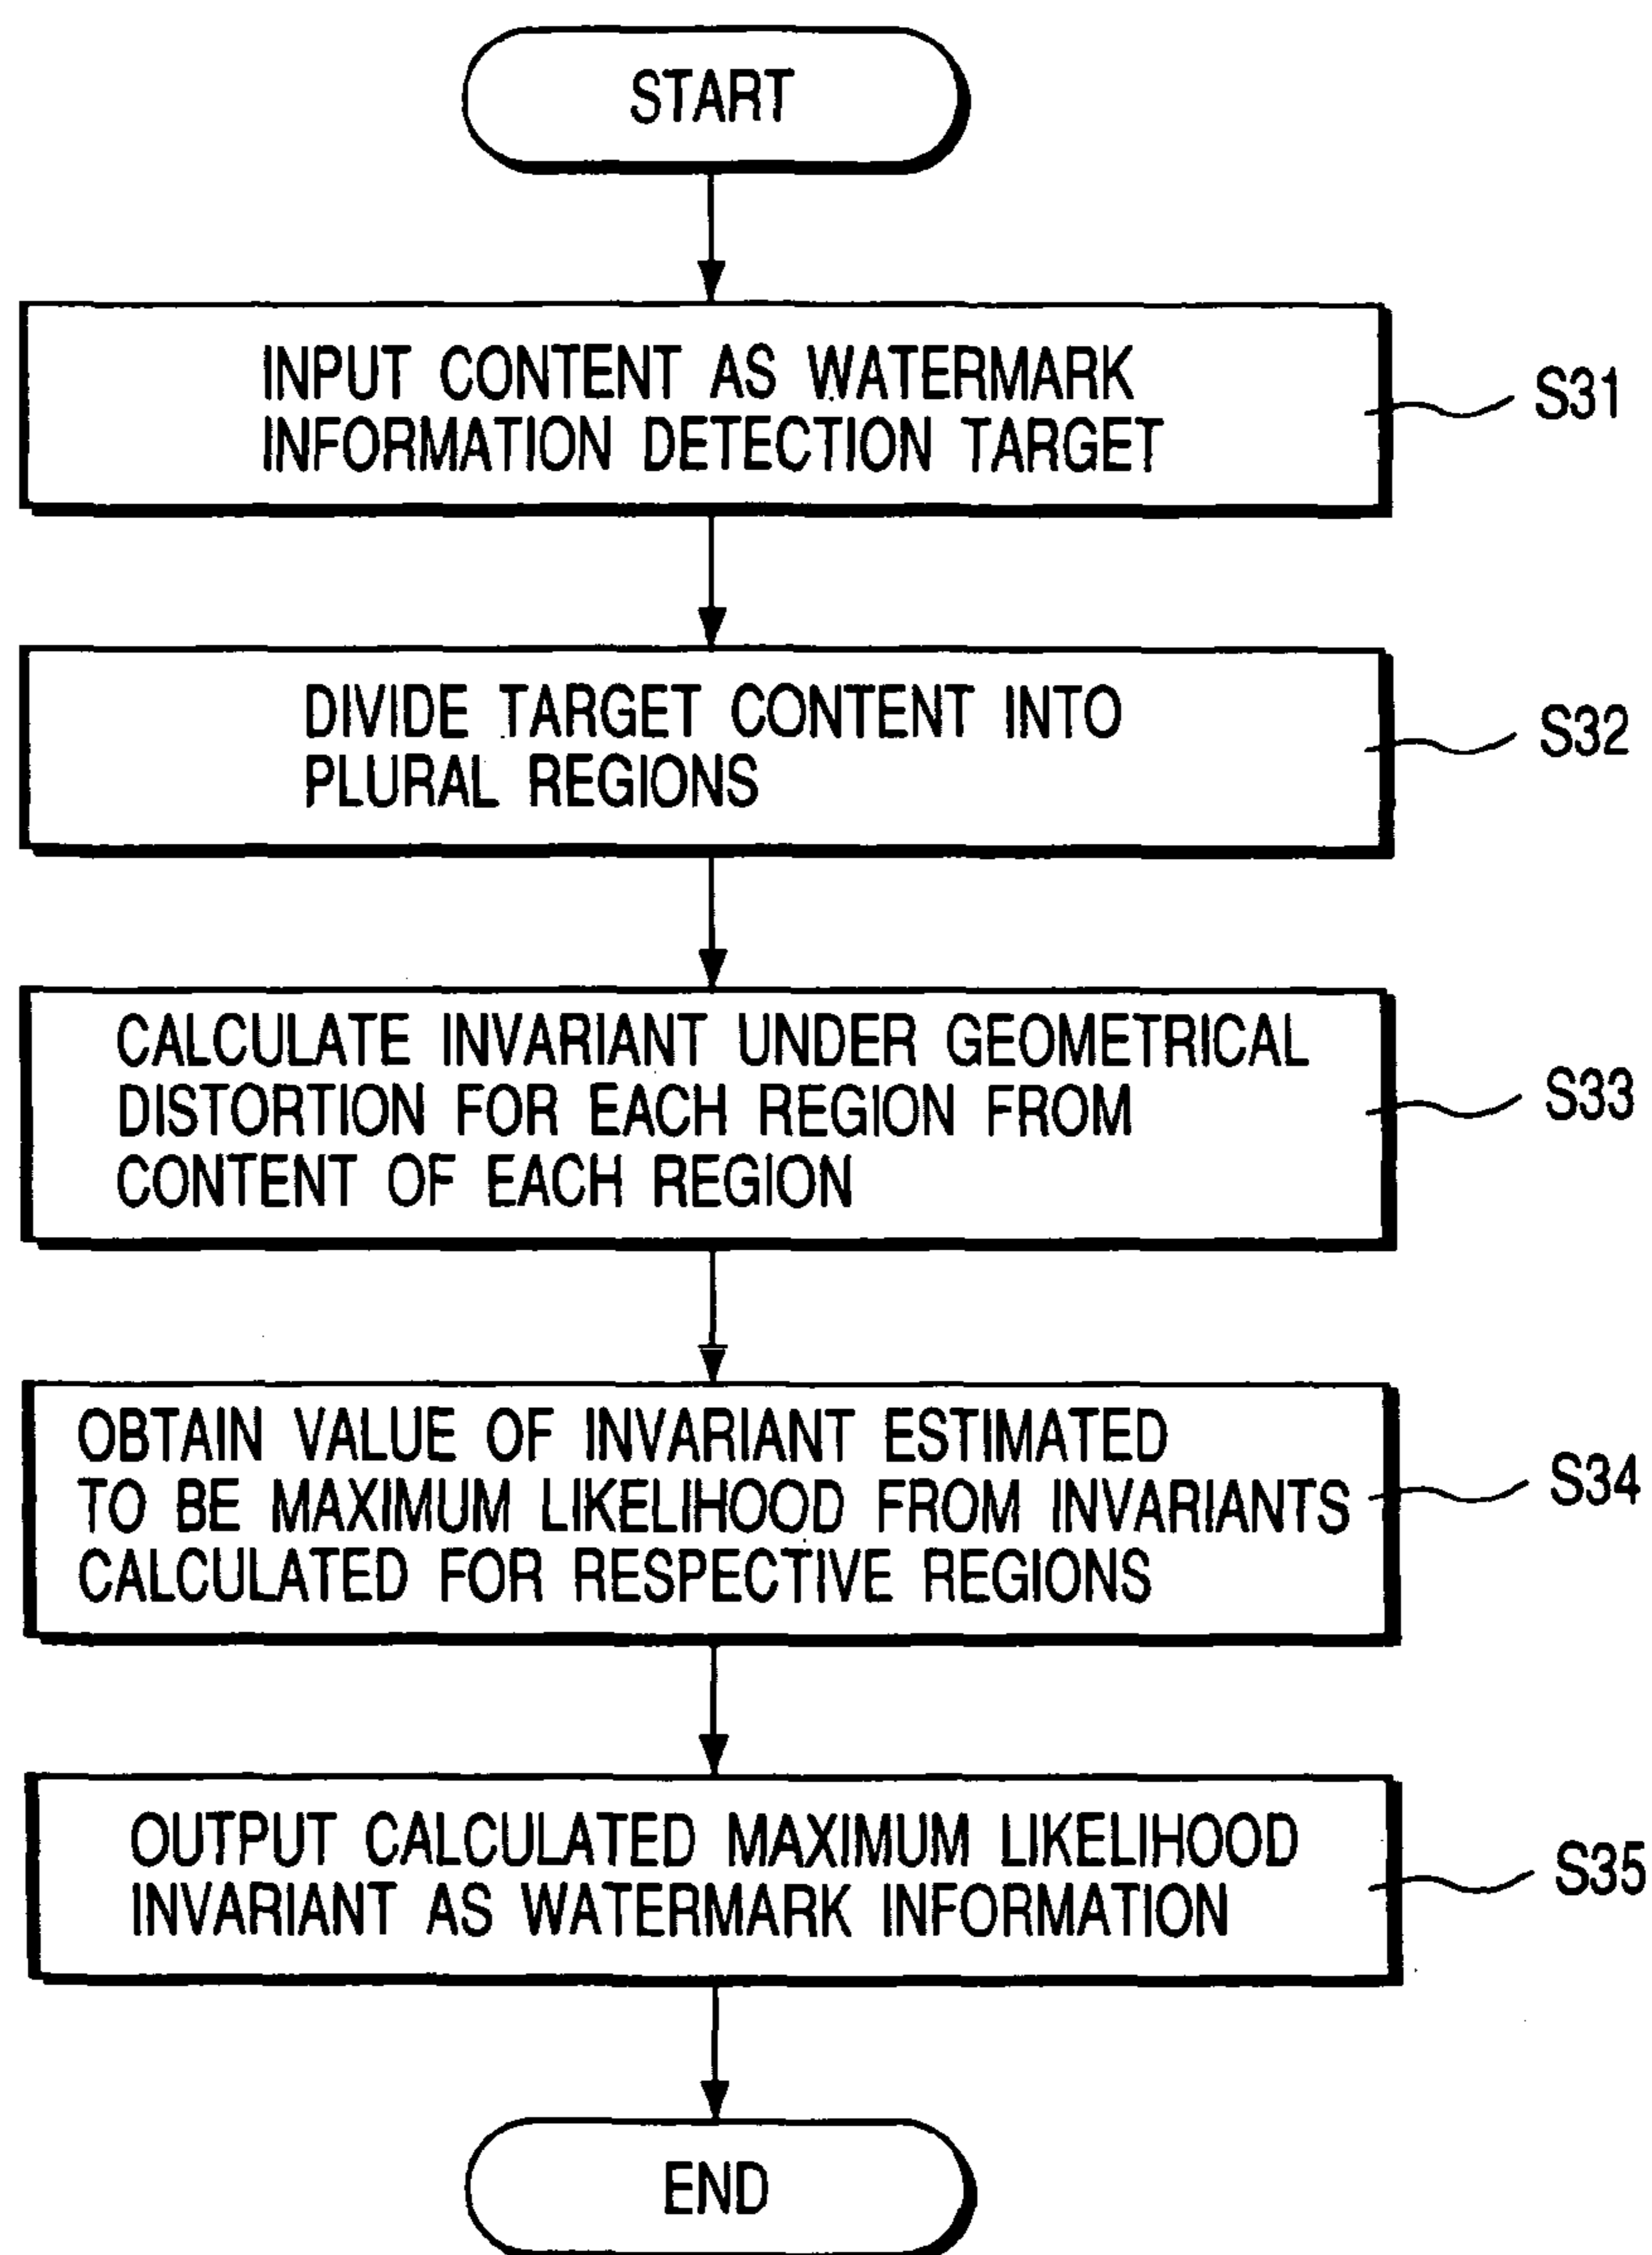 START
INPUT CONTENT AS WATERMARK
INFORMATION DETECTION TARGET
S31
DIVIDE TARGET CONTENT INTO
PLURAL REGIONS
S32
CALCULATE INVARIANT UNDER GEOMETRICAL
DISTORTION FOR EACH REGION FROM
CONTENT OF EACH REGION
S33
OBTAIN VALUE OF INVARIANT ESTIMATED
TO BE MAXIMUM LIKELIHOOD FROM INVARIANTS
CALCULATED FOR RESPECTIVE REGIONS
S34
OUTPUT CALCULATED MAXIMUM LIKELIHOOD
INVARIANT AS WATERMARK INFORMATION
S35
END